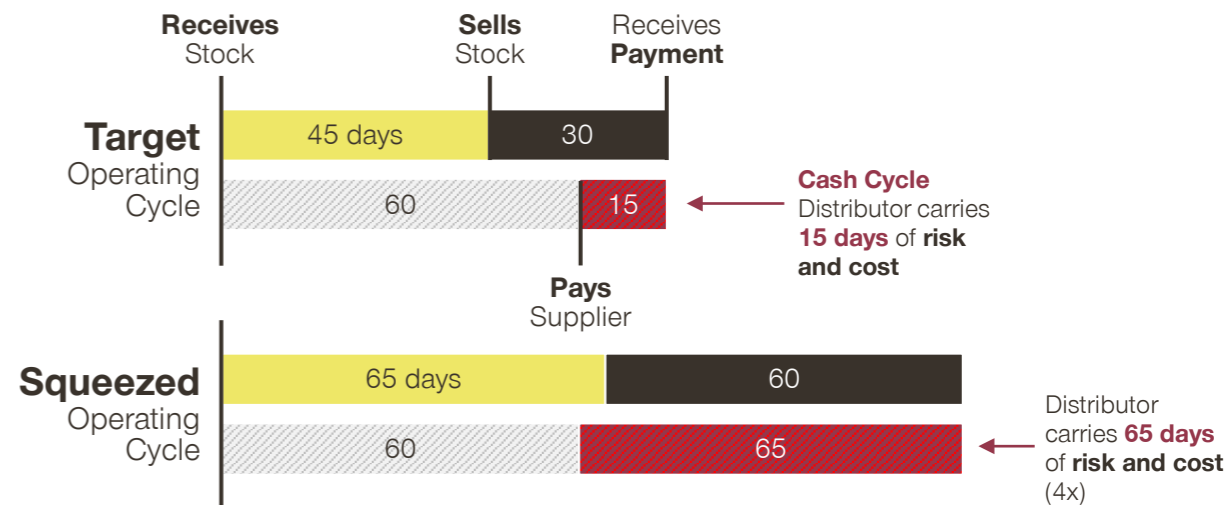 Receives
Stock
Sells
Stock
Receives
Payment
Target
Operating
Cycle
45 days
30
60
15
Cash Cycle
Distributor carries
15 days of risk
and cost
Pays
Supplier
Squeezed
Operating
Cycle
65 days
60
60
65
Distributor
carries 65 days
of risk and cost
(4x)